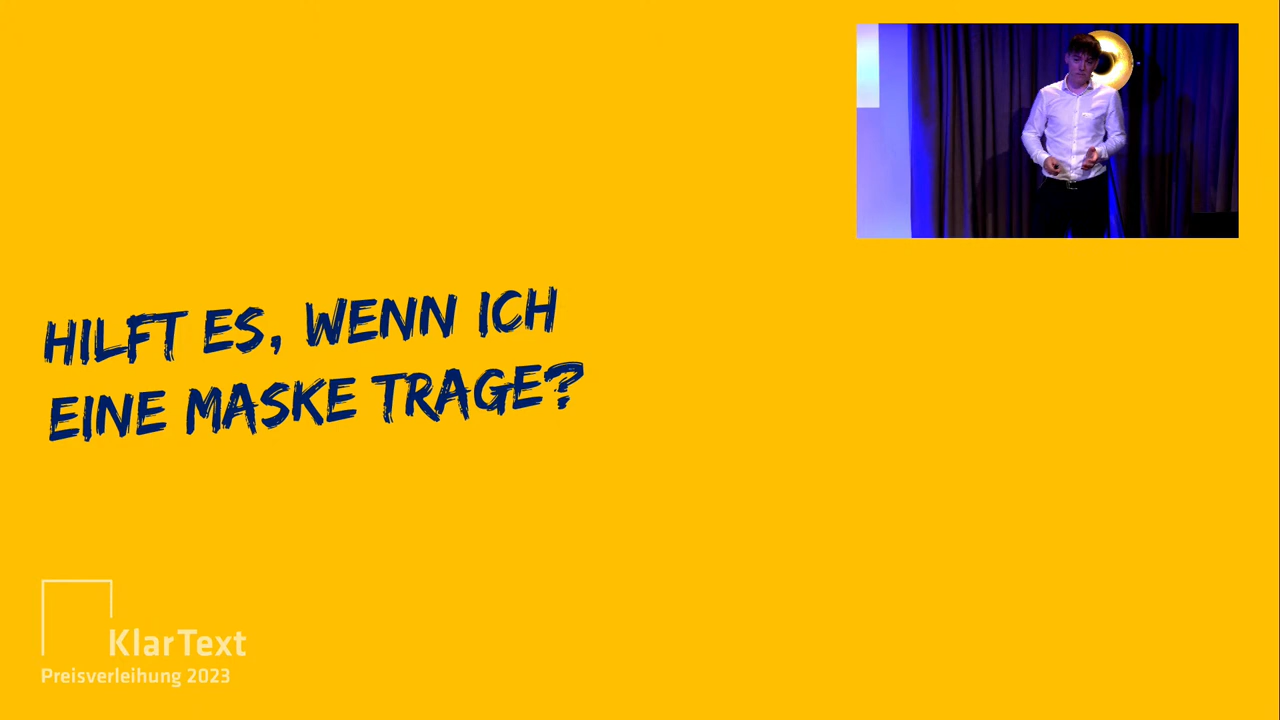 HILFT ES, WENN ICH
EINE MASKE TRAGE?
KlarText
Preisverleihung 2023